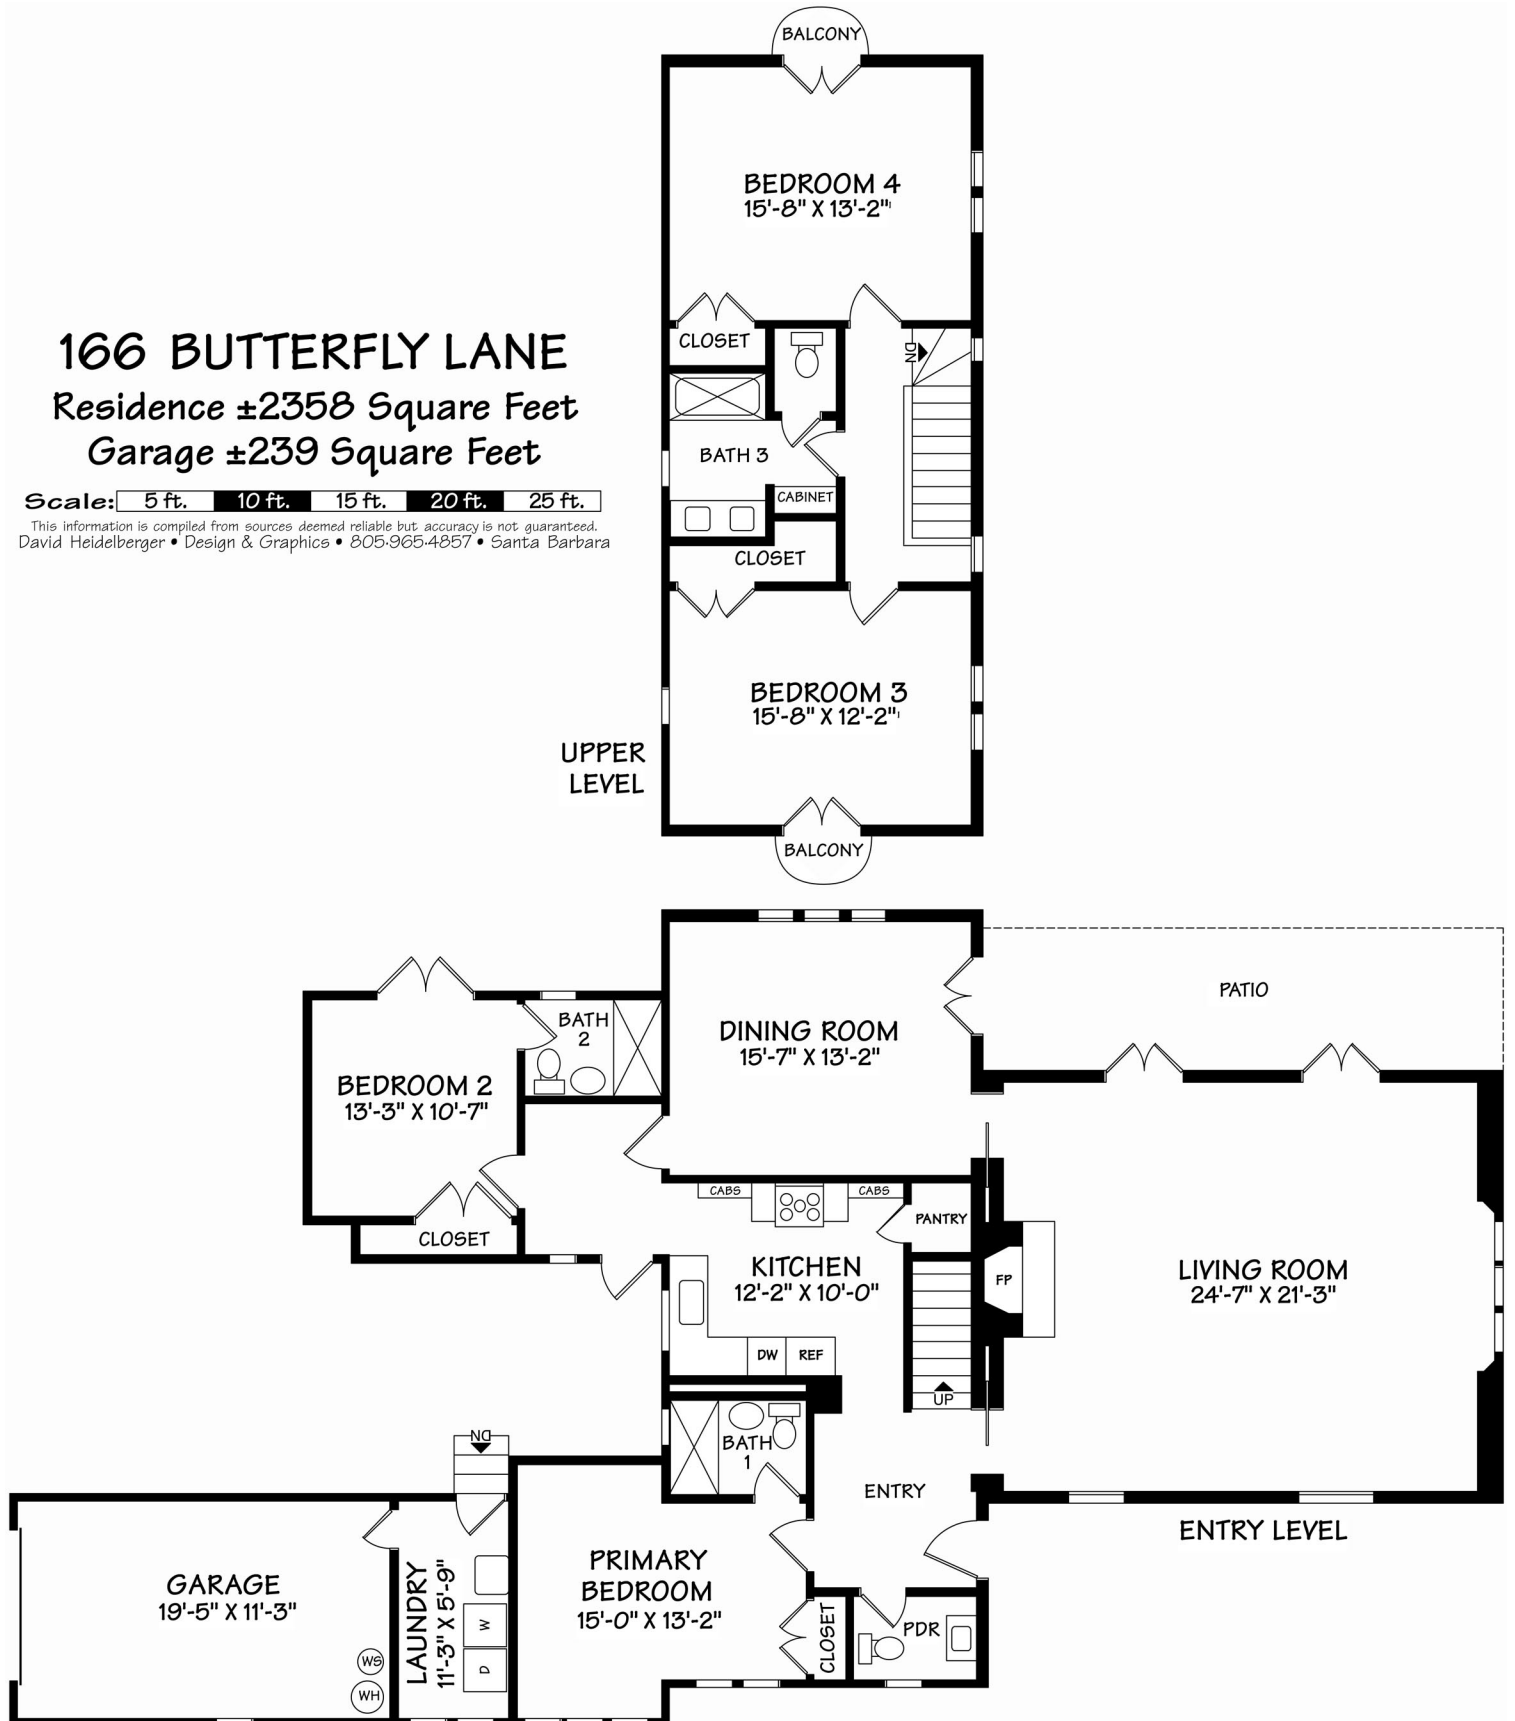 BALCONY
BEDROOM 4
15'-8" X 13'-2"
CLOSET
DN
BATH 3
CABINET
CLOSET
BEDROOM 3
15'-8" X 12'-2"
UPPER
LEVEL
BALCONY
166 BUTTERFLY LANE
Residence ±2358 Square Feet
Garage ±239 Square Feet
Scale: 5 ft. 10 ft. 15 ft. 20 ft. 25 ft.
This information is compiled from sources deemed reliable but accuracy is not guaranteed.
David Heidelberger • Design & Graphics • 805•965•4857 • Santa Barbara
PATIO
DINING ROOM
15'-7" X 13'-2"
BATH
2
BEDROOM 2
13'-3" X 10'-7"
CLOSET
CABS
CABS
PANTRY
KITCHEN
12'-2" X 10'-0"
FP
LIVING ROOM
24'-7" X 21'-3"
DW
REF
UP
BATH
1
DN
ENTRY
ENTRY LEVEL
PRIMARY
BEDROOM
15'-0" X 13'-2"
CLOSET
PDR
GARAGE
19'-5" X 11'-3"
WS
WH
LAUNDRY
11'-3" X 5'-9"
W
D